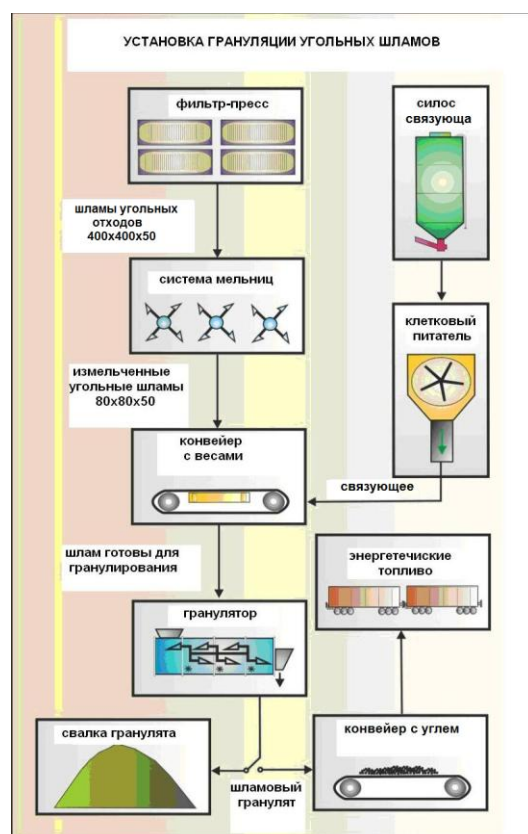 УСТАНОВКА ГРАНУЛЯЦИИ УГОЛЬНЫХ ШЛАМОВ
фильтр-пресс
силос
связующа
шламы угольных
отходов
400x400x50
система мельниц
клетковый
питатель
измельченные
угольные шламы
80x80x50
конвейер
с весами
связующее
шлам готовы для
гранулирования
энергетечиские
топливо
гранулятор
свалка гранулята
конвейер с углем
шламовый
гранулят